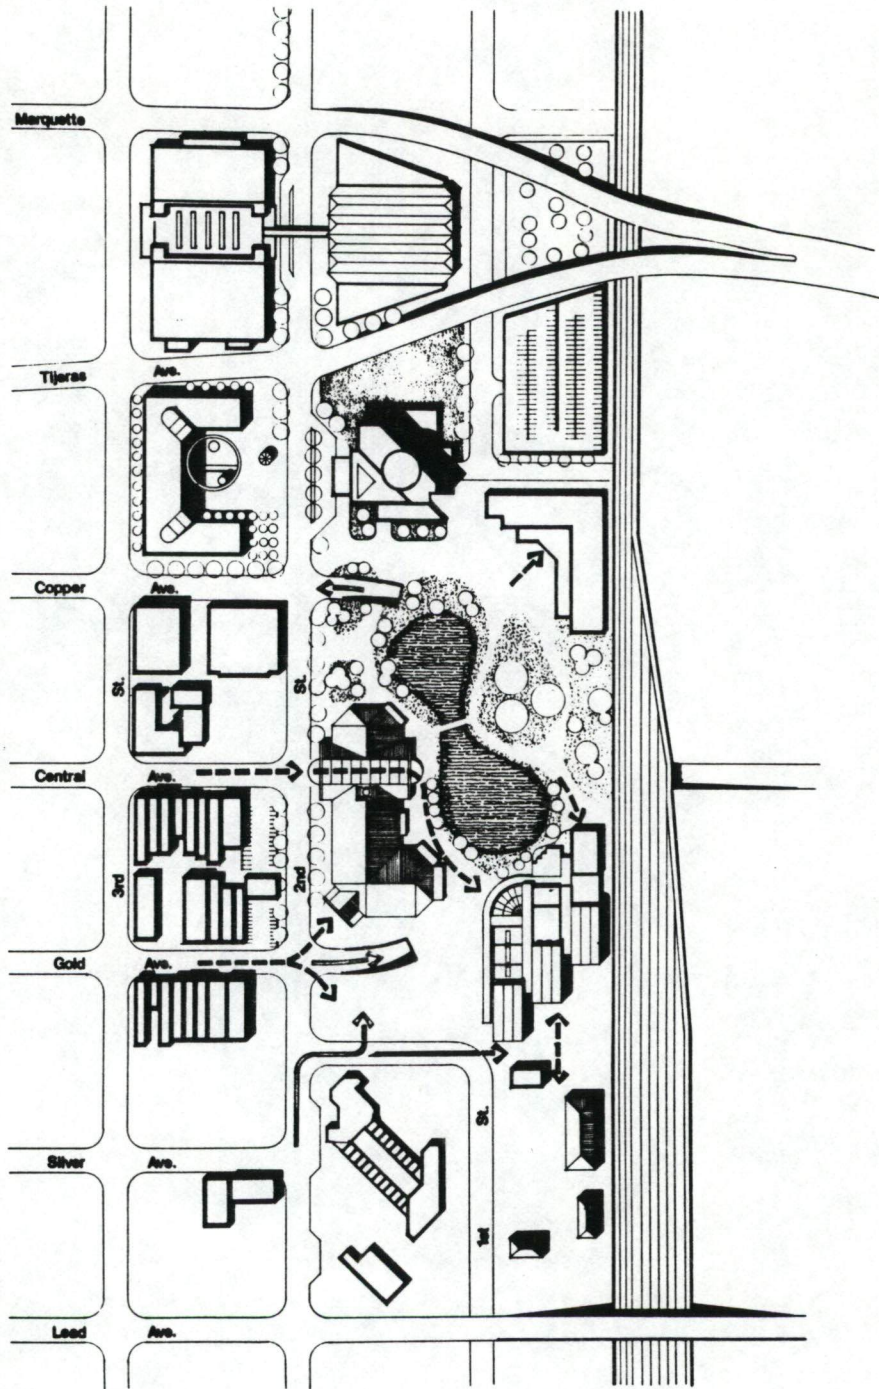 Marquette
Tijeras Ave.
Copper Ave.
St. St.
Central Ave.
3rd 2nd
Gold Ave.
St.
Silver Ave.
1st
Lead Ave.